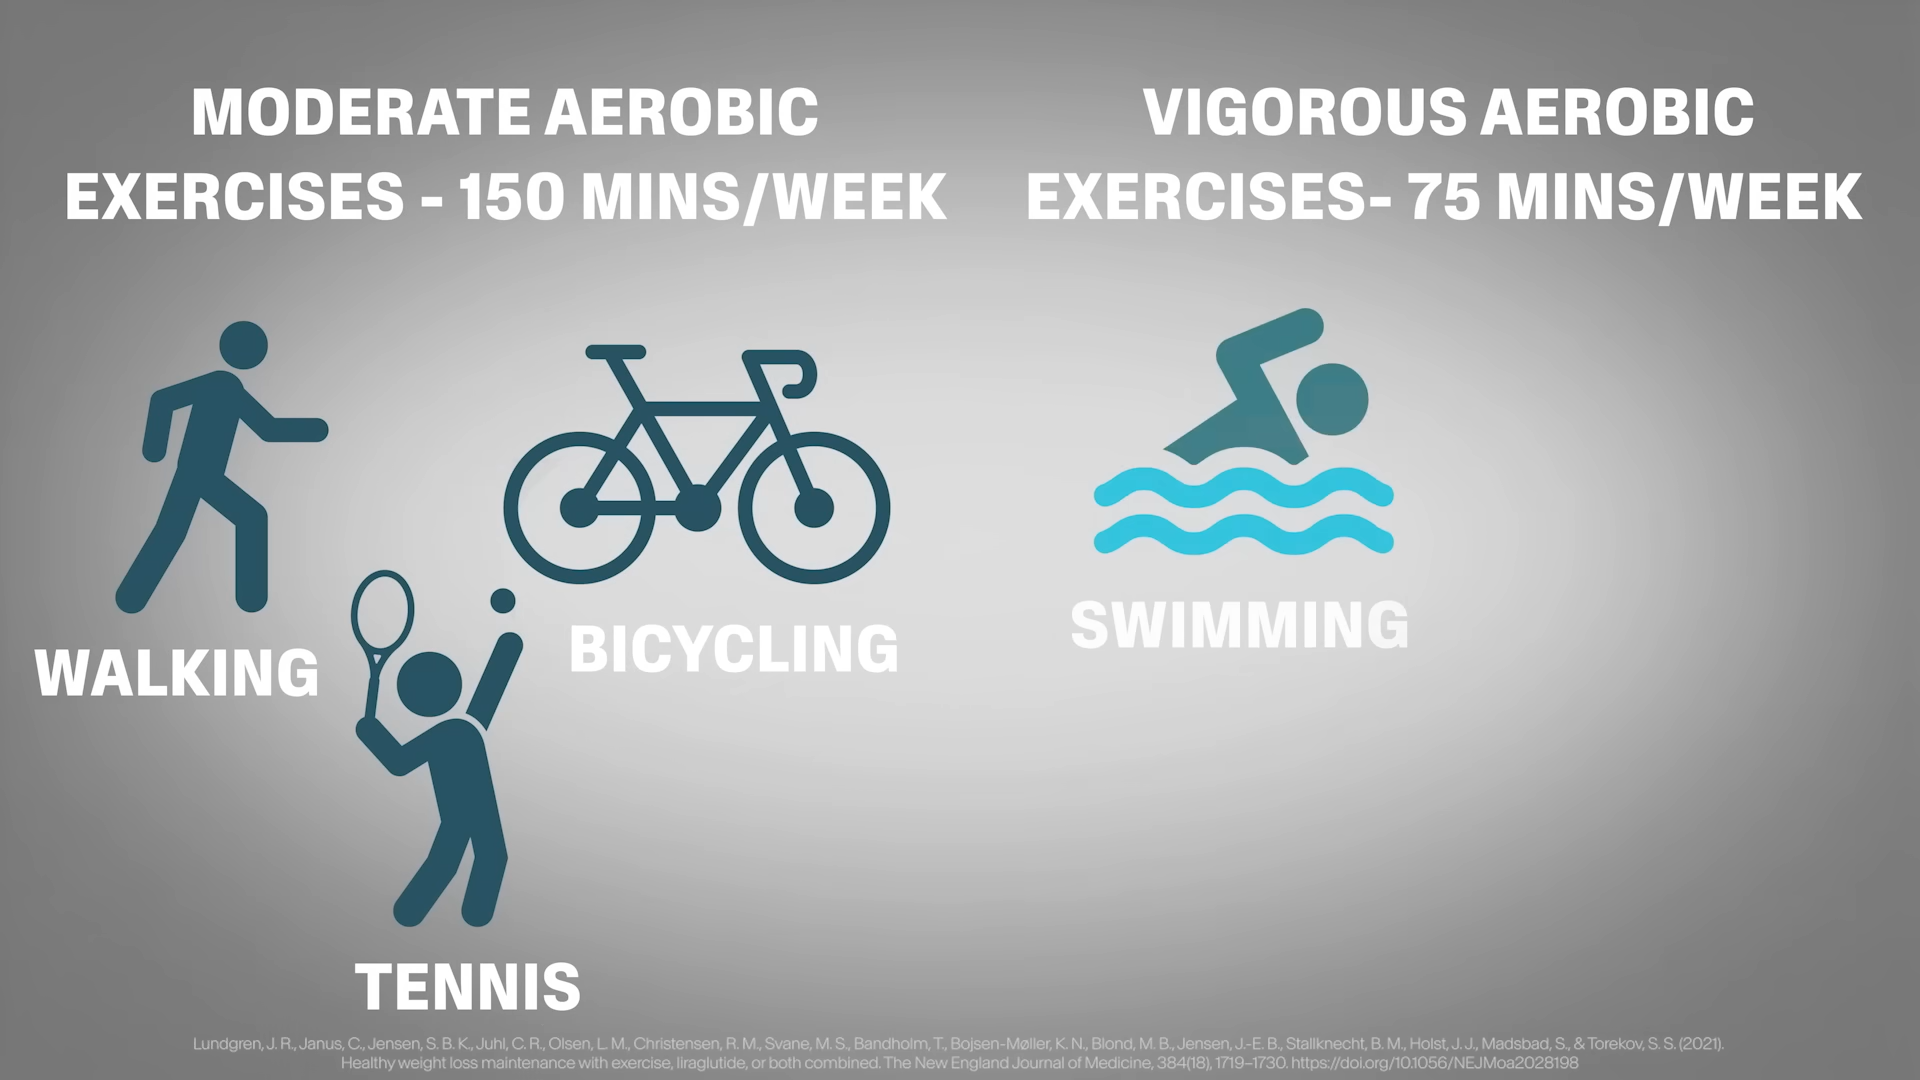 MODERATE AEROBIC
EXERCISES - 150 MINS/WEEK
VIGOROUS AEROBIC
EXERCISES- 75 MINS/WEEK
WALKING
BICYCLING
TENNIS
SWIMMING
Lundgren, J. R., Janus, C., Jensen, S. B. K., Juhl, C. R., Olsen, L. M., Christensen, R. M., Svane, M. S., Bandholm, T., Bojsen-Møller, K. N., Blond, M. B., Jensen, J.-E. B., Stallknecht, B. M., Holst, J. J., Madsbad, S., & Torekov, S. S. (2021).
Healthy weight loss maintenance with exercise, liraglutide, or both combined. The New England Journal of Medicine, 384(18), 1719–1730. https://doi.org/10.1056/NEJMoa2028198